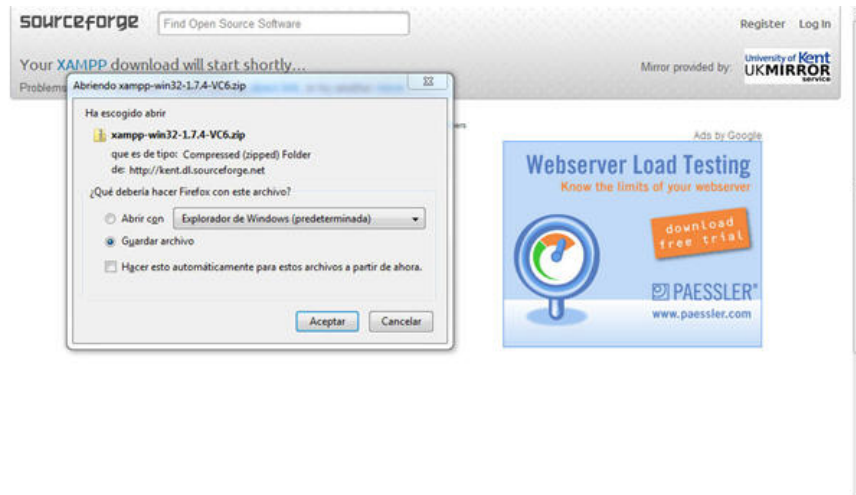 sourceforge
Find Open Source Software
Register Log In
Your XAMPP download will start shortly...
Mirror provided by:
University of Kent
UKMIRROR
service
Problems
Abriendo xampp-win32-1.7.4-VC6.zip
Ha escogido abrir
xampp-win32-1.7.4-VC6.zip
que es de tipo: Compressed (zipped) Folder
de: http://kent.dl.sourceforge.net
¿Qué debería hacer Firefox con este archivo?
Abrir con Explorador de Windows (predeterminada)
Guardar archivo
Hacer esto automáticamente para estos archivos a partir de ahora.
Aceptar Cancelar
Ads by Google
Webserver Load Testing
Know the limits of your webserver
download
free trial
PAESSLER
www.paessler.com